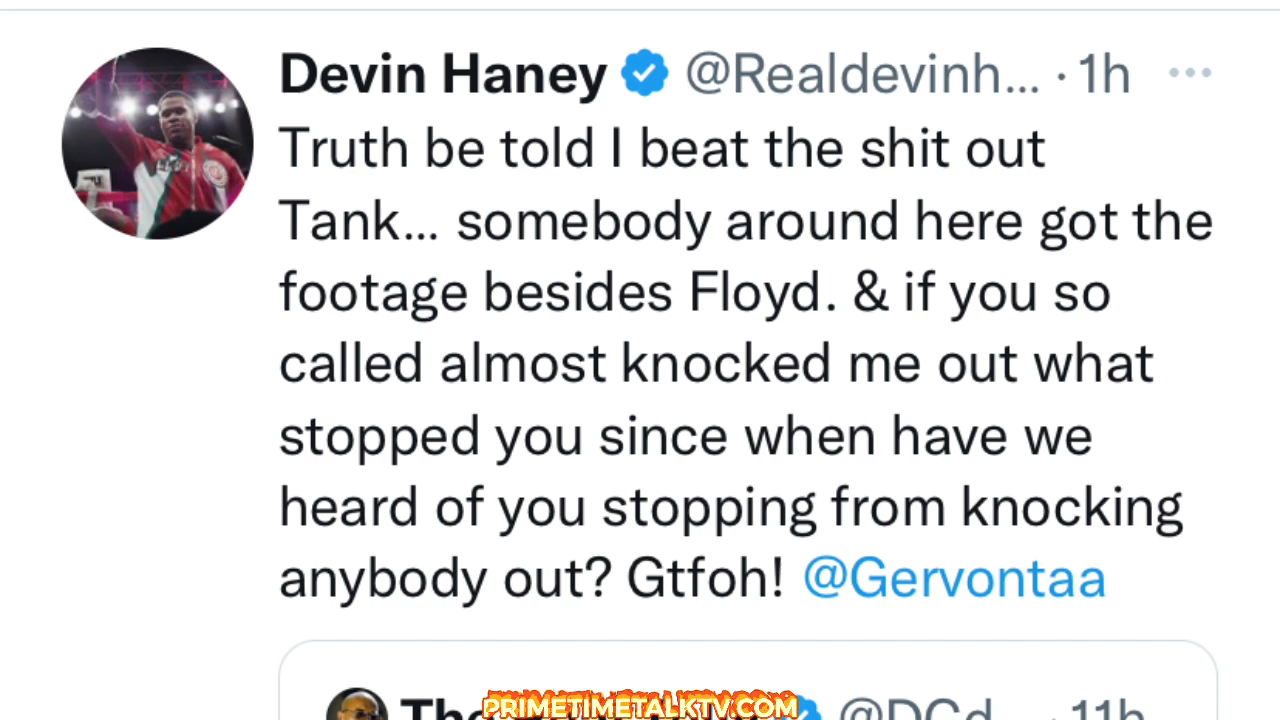 Devin Haney @Realdevinh... · 1h ···
Truth be told I beat the shit out
Tank... somebody around here got the
footage besides Floyd. & if you so
called almost knocked me out what
stopped you since when have we
heard of you stopping from knocking
anybody out? Gtfoh! @Gervontaa
· 11h
PRIMETIMETALKTV.COM